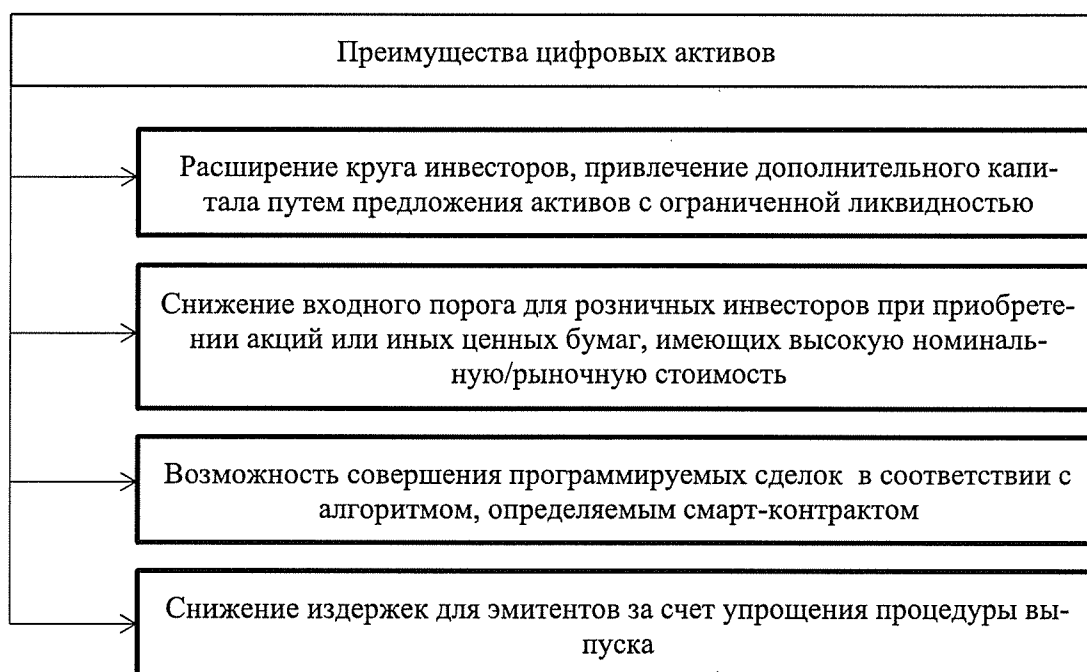 Преимущества цифровых активов
Расширение круга инвесторов, привлечение дополнительного капи-
тала путем предложения активов с ограниченной ликвидностью
Снижение входного порога для розничных инвесторов при приобрете-
нии акций или иных ценных бумаг, имеющих высокую номиналь-
ную/рыночную стоимость
Возможность совершения программируемых сделок в соответствии с
алгоритмом, определяемым смарт-контрактом
Снижение издержек для эмитентов за счет упрощения процедуры вы-
пуска